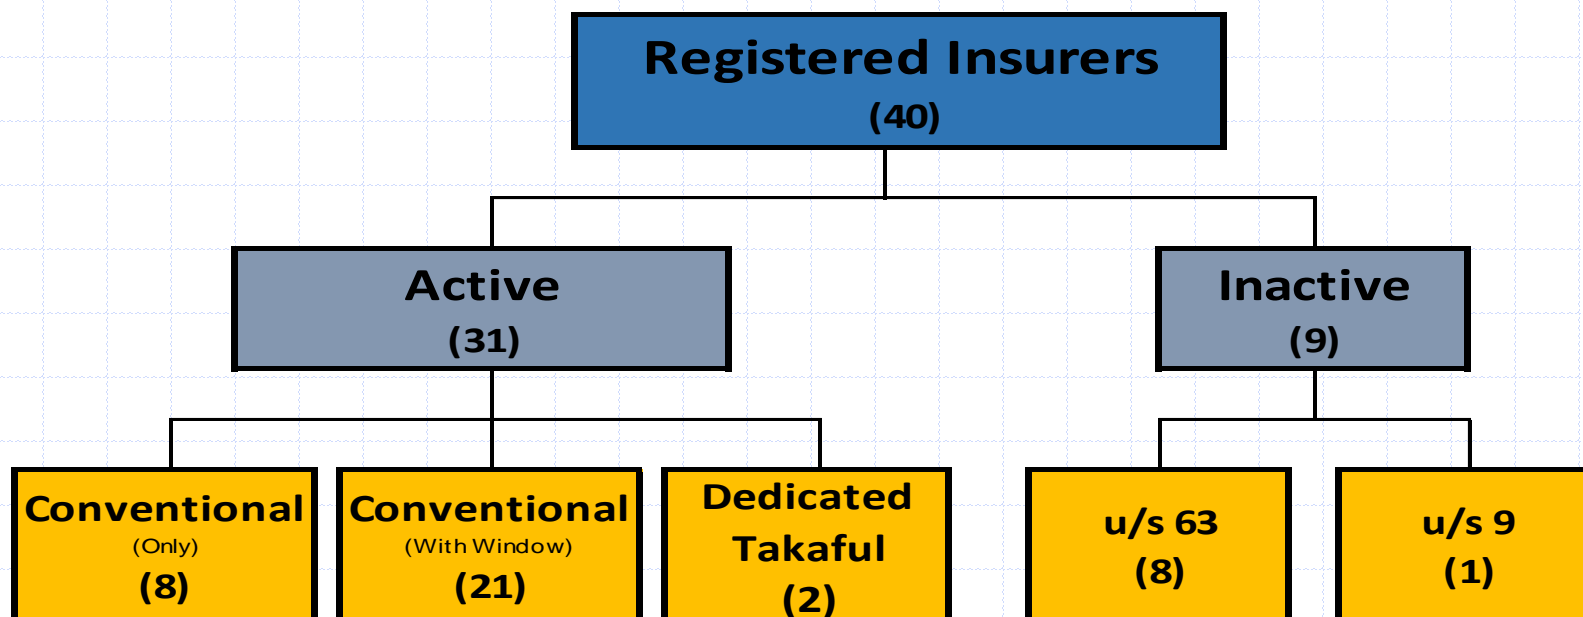 Registered Insurers
(40)
Active
(31)
Inactive
(9)
Conventional
(Only)
(8)
Conventional
(With Window)
(21)
Dedicated
Takaful
(2)
u/s 63
(8)
u/s 9
(1)